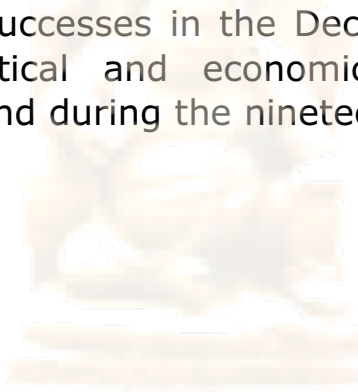 uccesses in the Dec
tical and economic
nd during the ninetee